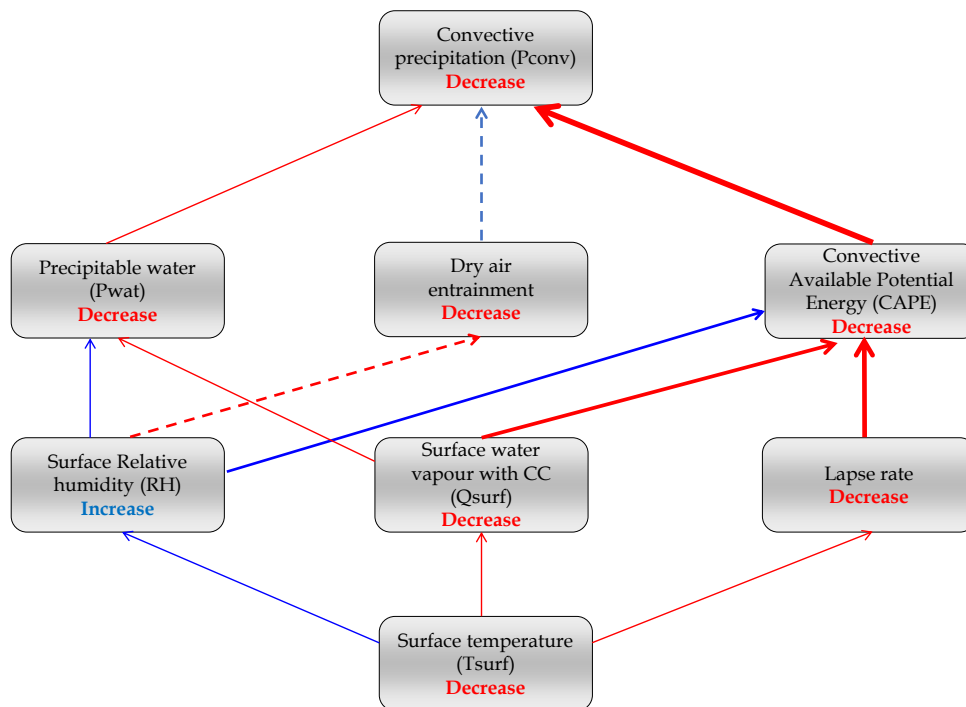 Convective
precipitation (Pconv)
Decrease
Precipitable water
(Pwat)
Decrease
Dry air
entrainment
Decrease
Convective
Available Potential
Energy (CAPE)
Decrease
Surface Relative
humidity (RH)
Increase
Surface water
vapour with CC
(Qsurf)
Decrease
Lapse rate
Decrease
Surface temperature
(Tsurf)
Decrease